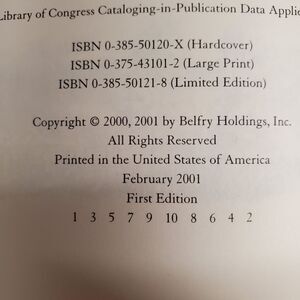 Library of Congress Cataloging-in-Publication Data Applie
ISBN 0-385-50120-X (Hardcover)
ISBN 0-375-43101-2 (Large Print)
ISBN 0-385-50121-8 (Limited Edition)
Copyright © 2000, 2001 by Belfry Holdings, Inc.
All Rights Reserved
Printed in the United States of America
February 2001
First Edition
1 3 5 7 9 10 8 6 4 2